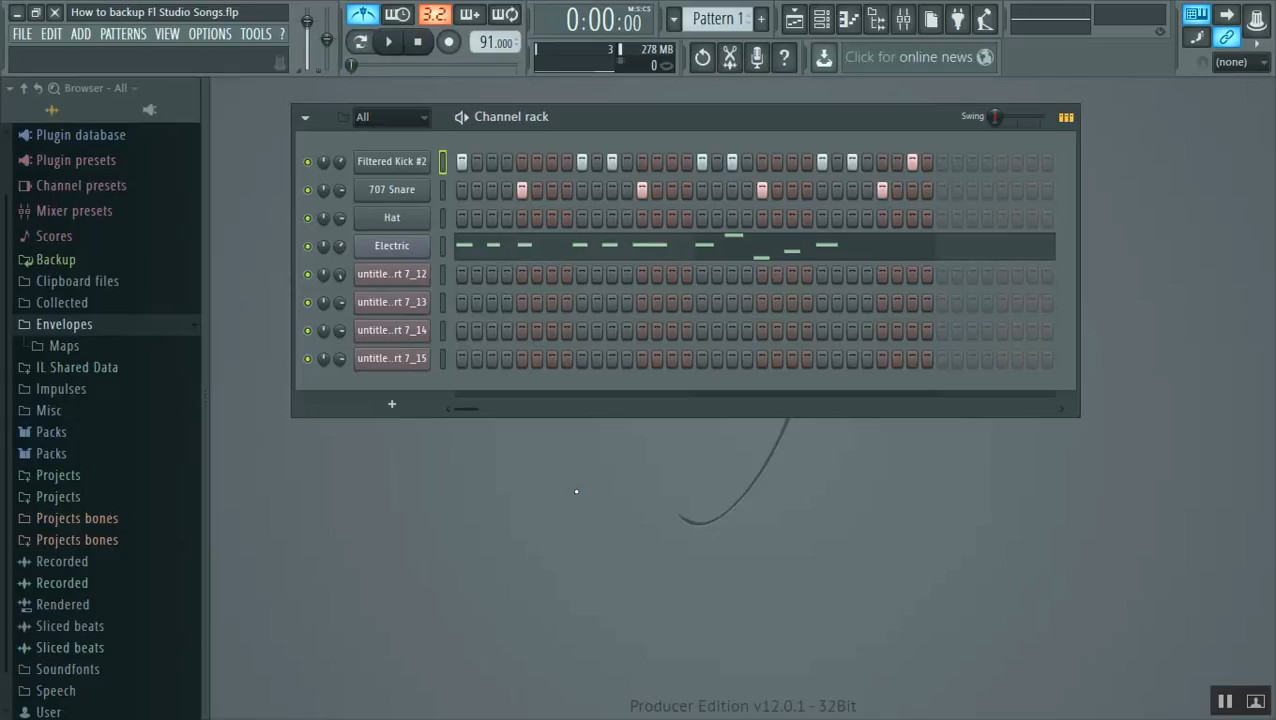 How to backup Fl Studio Songs.flp
FILE EDIT ADD PATTERNS VIEW OPTIONS TOOLS ?
3.2.
91.000
0:00:00
M:S:CS
3
278 MB
0
Pattern 1
Click for online news
(none)
Browser - All
Plugin database
Plugin presets
Channel presets
Mixer presets
Scores
Backup
Clipboard files
Collected
Envelopes
Maps
IL Shared Data
Impulses
Misc
Packs
Packs
Projects
Projects
Projects bones
Projects bones
Recorded
Recorded
Rendered
Sliced beats
Sliced beats
Soundfonts
Speech
User
All
Channel rack
Swing
Filtered Kick #2
707 Snare
Hat
Electric
untitle..rt 7_12
untitle..rt 7_13
untitle..rt 7_14
untitle..rt 7_15
+
Producer Edition v12.0.1 - 32Bit